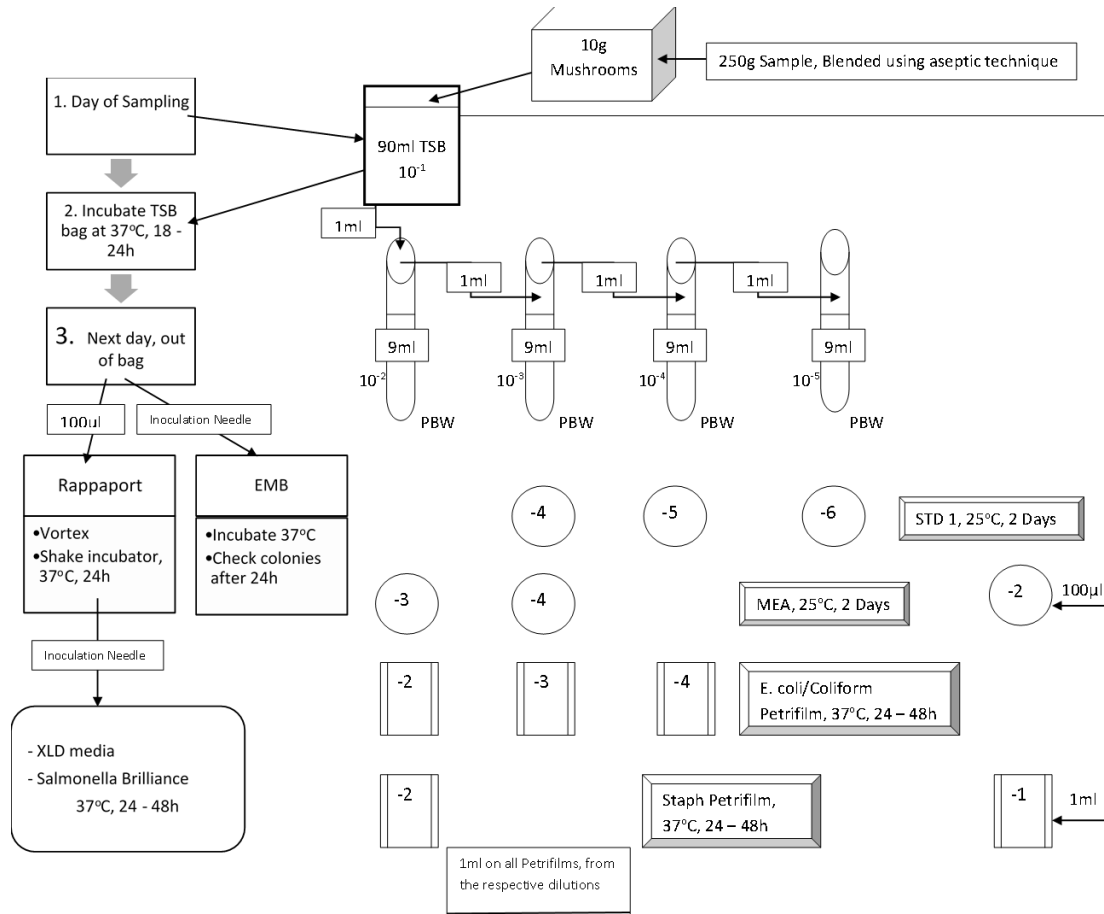 10g
Mushrooms
250g Sample, Blended using aseptic technique
1. Day of Sampling
90ml TSB
10⁻¹
2. Incubate TSB
bag at 37°C, 18 -
24h
1ml
1ml
1ml
1ml
3. Next day, out
of bag
9ml
9ml
9ml
9ml
10⁻²
10⁻³
10⁻⁴
10⁻⁵
PBW
PBW
PBW
PBW
100µl
Inoculation Needle
Rappaport
•Vortex
•Shake incubator,
37°C, 24h
EMB
•Incubate 37°C
•Check colonies
after 24h
-4
-5
-6
STD 1, 25°C, 2 Days
-3
-4
MEA, 25°C, 2 Days
-2
100µl
Inoculation Needle
-2
-3
-4
E. coli/Coliform
Petrifilm, 37°C, 24 – 48h
- XLD media
- Salmonella Brilliance
37°C, 24 - 48h
-2
Staph Petrifilm,
37°C, 24 – 48h
-1
1ml
1ml on all Petrifilms, from
the respective dilutions